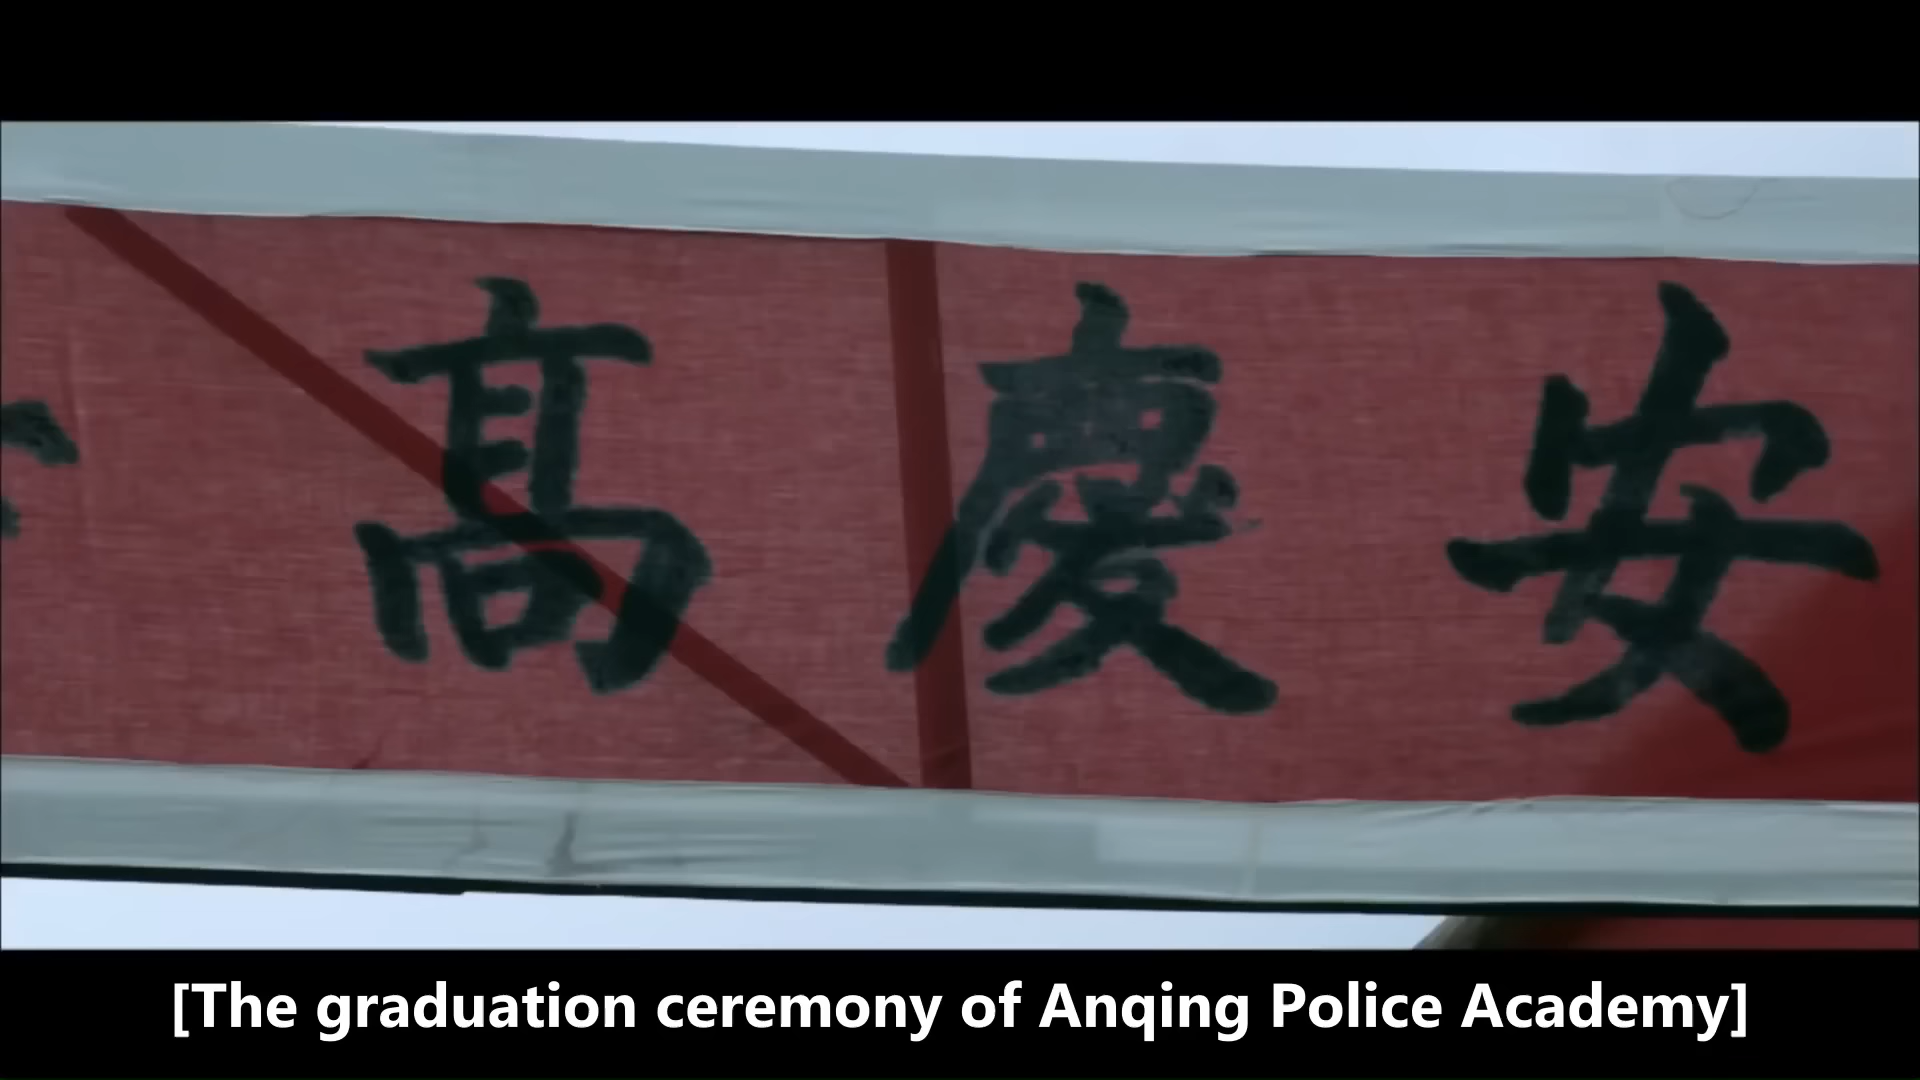 安慶高
[The graduation ceremony of Anqing Police Academy]